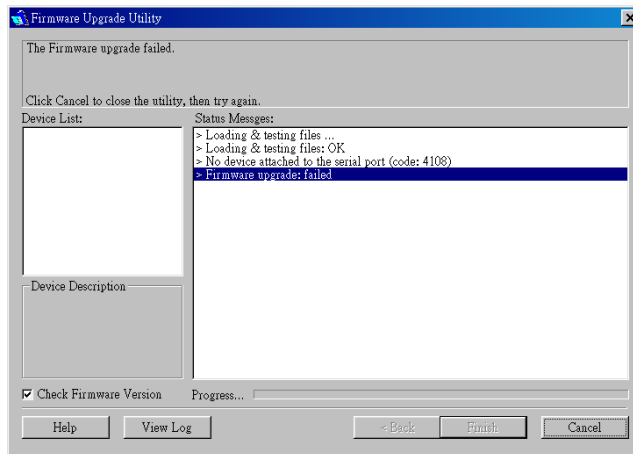 Firmware Upgrade Utility
The Firmware upgrade failed.
Click Cancel to close the utility, then try again.
Device List:
Status Messges:
> Loading & testing files ...
> Loading & testing files: OK
> No device attached to the serial port (code: 4108)
> Firmware upgrade: failed
Device Description
Check Firmware Version
Progress...
Help
View Log
< Back
Finish
Cancel